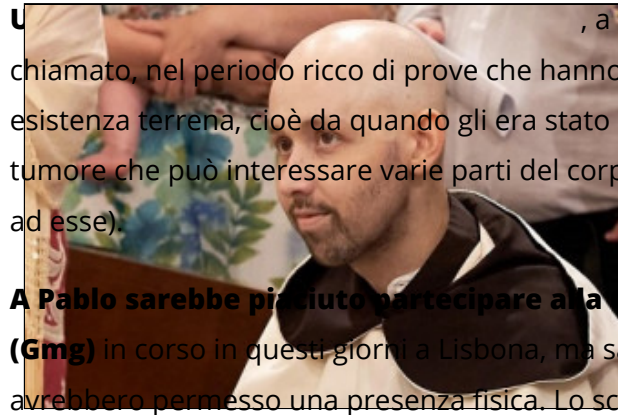 , a
chiamato, nel periodo ricco di prove che hanno
esistenza terrena, cioè da quando gli era stato
tumore che può interessare varie parti del corp
ad esse).
A Pablo sarebbe piaciuto partecipare alla
(Gmg) in corso in questi giorni a Lisbona, ma sa
avrebbero permesso una presenza fisica. Lo sc